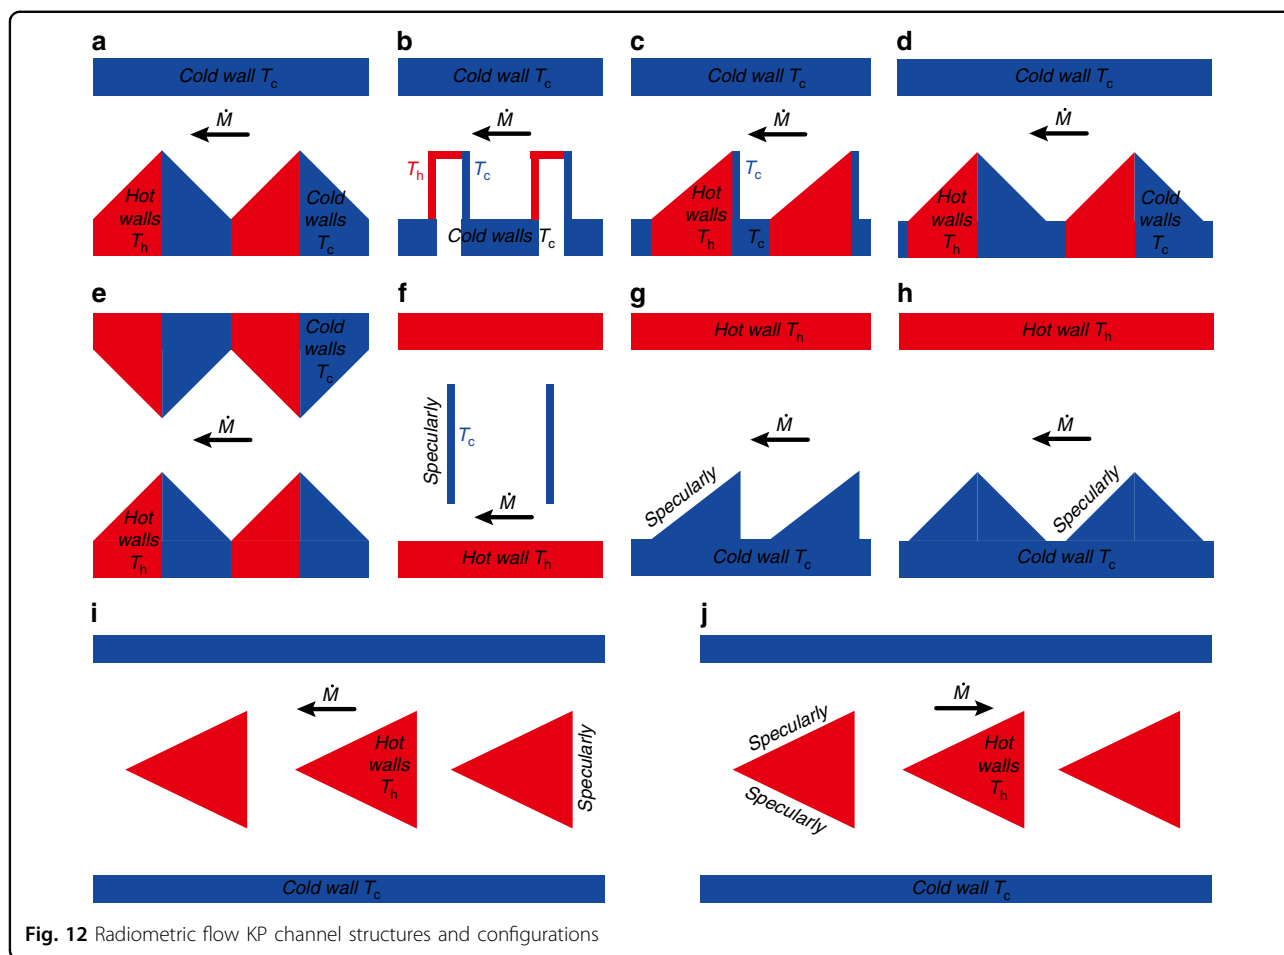 a
b
c
d
Cold wall Tc
Cold wall Tc
Cold wall Tc
Cold wall Tc
Ṁ
Ṁ
Ṁ
Ṁ
Th
Tc
Tc
Hot
walls
Th
Cold
walls
Tc
Cold walls Tc
Hot
walls
Th
Tc
Hot
walls
Th
Cold
walls
Tc
e
f
g
h
Cold
walls
Tc
Hot wall Th
Hot wall Th
Ṁ
Specularly
Tc
Ṁ
Ṁ
Ṁ
Specularly
Specularly
Hot
walls
Th
Hot wall Th
Cold wall Tc
Cold wall Tc
i
j
Ṁ
Ṁ
Hot
walls
Th
Specularly
Specularly
Specularly
Hot
walls
Th
Cold wall Tc
Cold wall Tc
Fig. 12 Radiometric flow KP channel structures and configurations